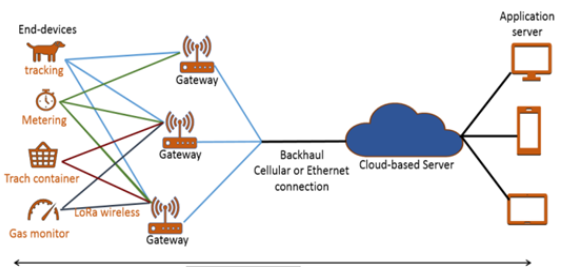 End-devices
tracking
Metering
Trach container
Gas monitor
LoRa wireless
Gateway
Gateway
Gateway
Backhaul
Cellular or Ethernet
connection
Cloud-based Server
Application
server